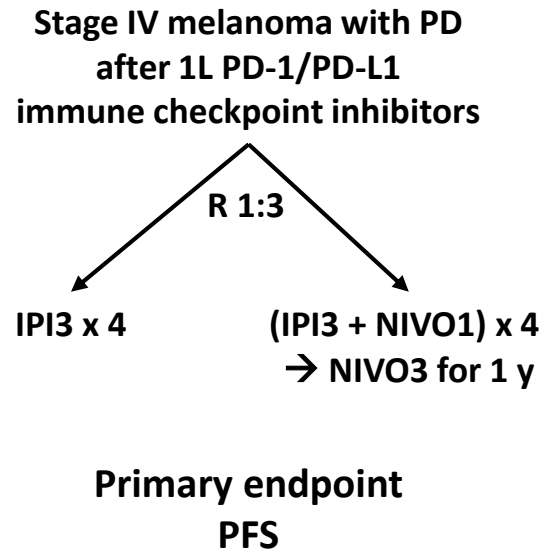 Stage IV melanoma with PD
after 1L PD-1/PD-L1
immune checkpoint inhibitors
R 1:3
IPI3 x 4
(IPI3 + NIVO1) x 4
→ NIVO3 for 1 y
Primary endpoint
PFS